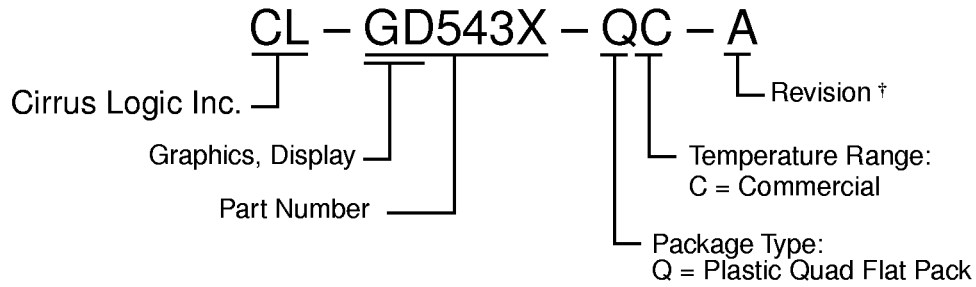 CL – GD543X – QC – A
Cirrus Logic Inc.
Revision †
Graphics, Display
Temperature Range:
C = Commercial
Part Number
Package Type:
Q = Plastic Quad Flat Pack